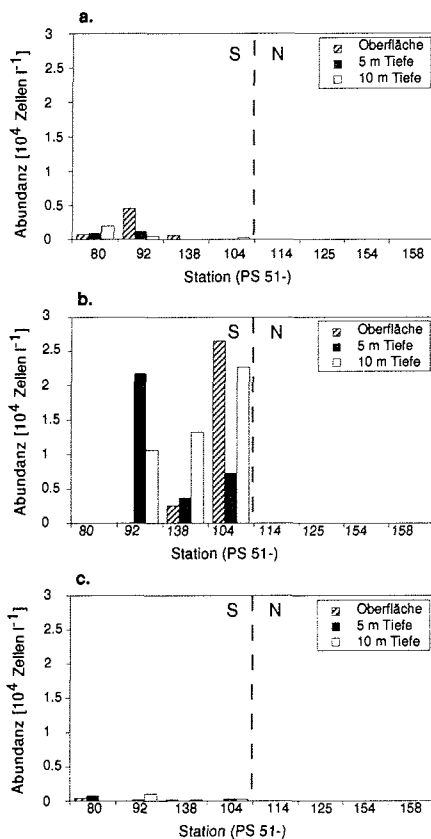 a.
S N
Oberfläche
5 m Tiefe
10 m Tiefe
Abundanz [10⁴ Zellen l⁻¹]
3
2.5
2
1.5
1
0.5
0
80 92 138 104 114 125 154 158
Station (PS 51-)
b.
S N
Oberfläche
5 m Tiefe
10 m Tiefe
Abundanz [10⁴ Zellen l⁻¹]
3
2.5
2
1.5
1
0.5
0
80 92 138 104 114 125 154 158
Station (PS 51-)
c.
S N
Oberfläche
5 m Tiefe
10 m Tiefe
Abundanz [10⁴ Zellen l⁻¹]
3
2.5
2
1.5
1
0.5
0
80 92 138 104 114 125 154 158
Station (PS 51-)